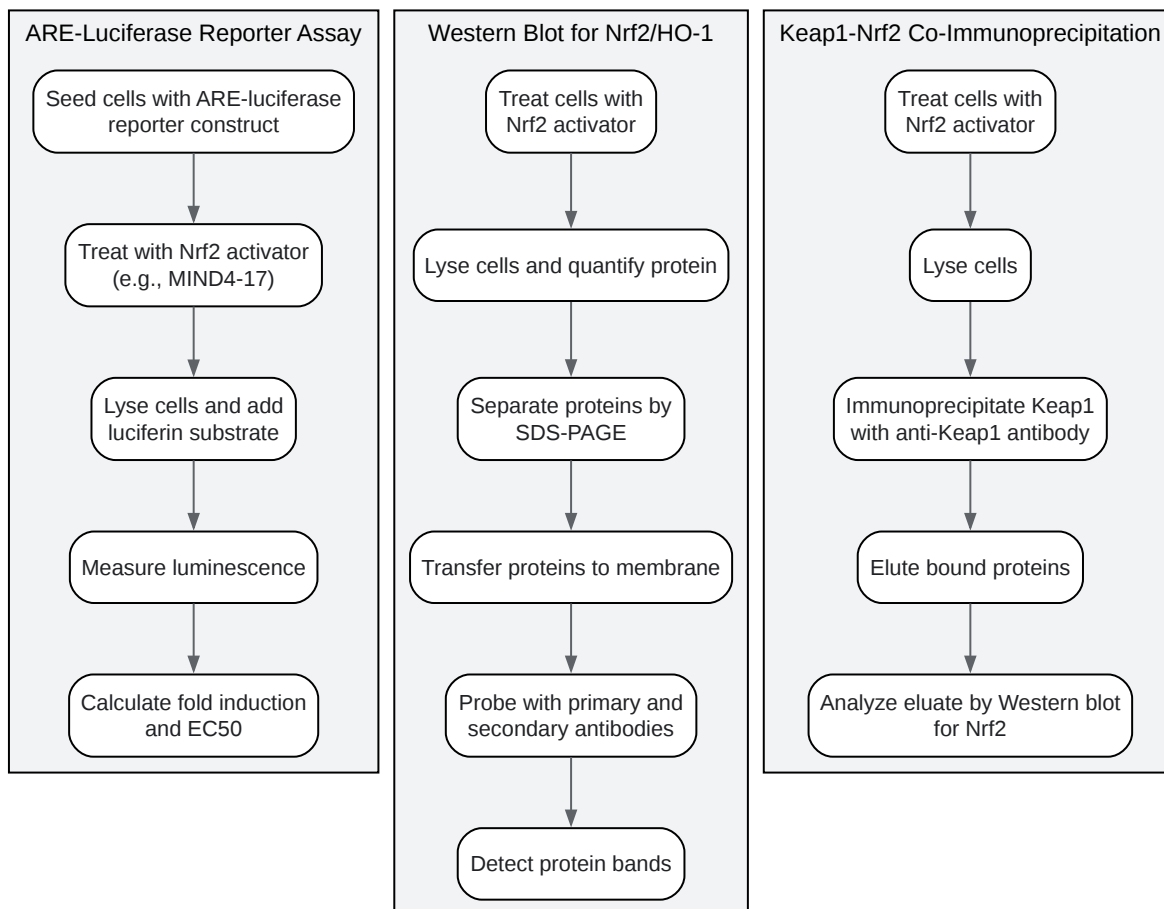 ARE-Luciferase Reporter Assay
Seed cells with ARE-luciferase
reporter construct
Treat with Nrf2 activator
(e.g., MIND4-17)
Lyse cells and add
luciferin substrate
Measure luminescence
Calculate fold induction
and EC50
Western Blot for Nrf2/HO-1
Treat cells with
Nrf2 activator
Lyse cells and quantify protein
Separate proteins by
SDS-PAGE
Transfer proteins to membrane
Probe with primary and
secondary antibodies
Detect protein bands
Keap1-Nrf2 Co-Immunoprecipitation
Treat cells with
Nrf2 activator
Lyse cells
Immunoprecipitate Keap1
with anti-Keap1 antibody
Elute bound proteins
Analyze eluate by Western blot
for Nrf2